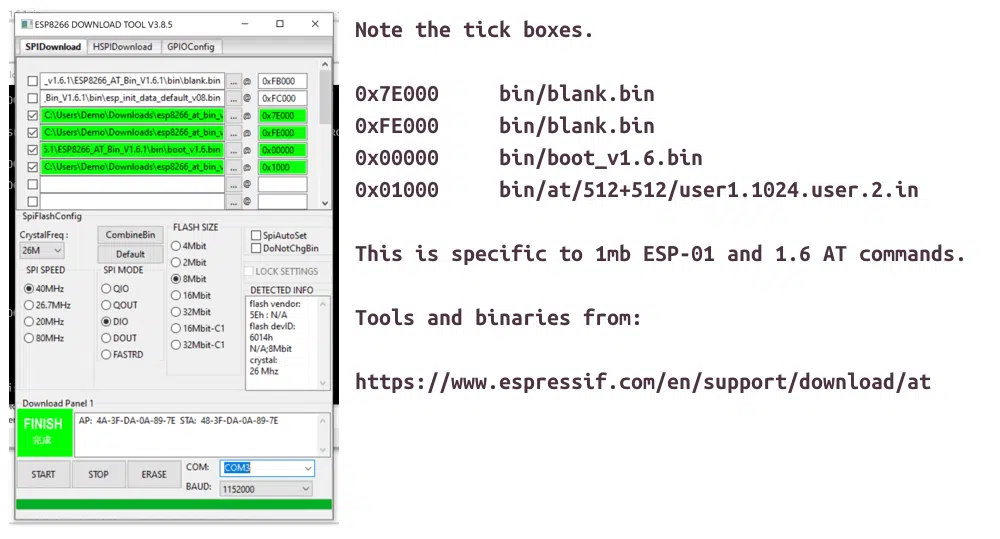 ESP8266 DOWNLOAD TOOL V3.8.5
SPIDownload HSPIDownload GPIOConfig
_v1.6.1\ESP8266_AT_Bin_V1.6.1\bin\blank.bin ... @ 0xFB000
_Bin_V1.6.1\bin\esp_init_data_default_v08.bin ... @ 0xFC000
C:\Users\Demo\Downloads\esp8266_at_bin_v ... @ 0x7E000
C:\Users\Demo\Downloads\esp8266_at_bin_v ... @ 0xFE000
5.1\ESP8266_AT_Bin_V1.6.1\bin\boot_v1.6.bin ... @ 0x00000
C:\Users\Demo\Downloads\esp8266_at_bin_v ... @ 0x1000
... @
... @
SpiFlashConfig
CrystalFreq :
26M
CombineBin
Default
SPI SPEED
40MHz
26.7MHz
20MHz
80MHz
SPI MODE
QIO
QOUT
DIO
DOUT
FASTRD
FLASH SIZE
4Mbit
2Mbit
8Mbit
16Mbit
32Mbit
16Mbit-C1
32Mbit-C1
SpiAutoSet
DoNotChgBin
LOCK SETTINGS
DETECTED INFO
flash vendor:
5Eh : N/A
flash devID:
6014h
N/A;8Mbit
crystal:
26 Mhz
Download Panel 1
FINISH
完成
AP: 4A-3F-DA-0A-89-7E STA: 48-3F-DA-0A-89-7E
START STOP ERASE
COM: COM3
BAUD: 1152000
Note the tick boxes.
0x7E000 bin/blank.bin
0xFE000 bin/blank.bin
0x00000 bin/boot_v1.6.bin
0x01000 bin/at/512+512/user1.1024.user.2.in
This is specific to 1mb ESP-01 and 1.6 AT commands.
Tools and binaries from:
https://www.espressif.com/en/support/download/at